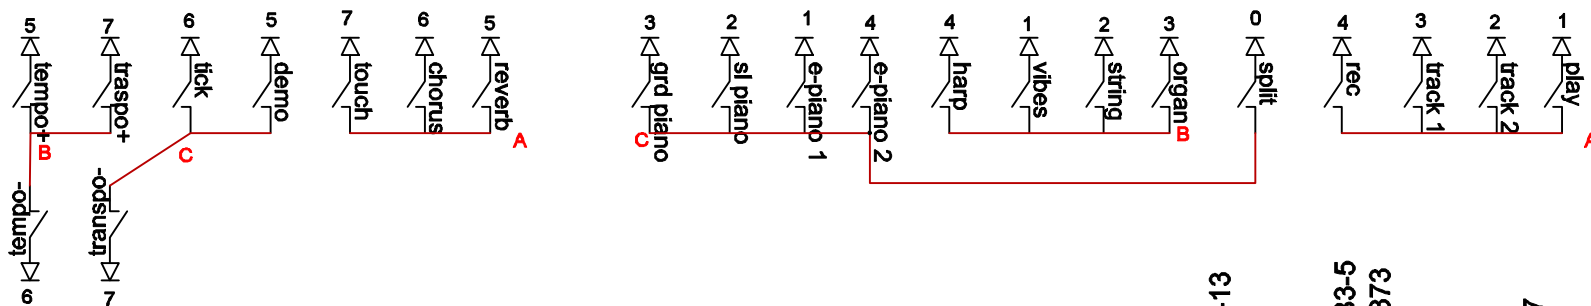 5 7 6 5 7 6 5 3 2 1 4 4 1 2 3 0 4 3 2 1
tempo+ traspo+ tick demo touch chorus reverb grd piano sl piano e-piano 1 e-piano 2 harp vibes string organ split rec track 1 track 2 play
B C A C B A
tempo- transpo-
6 7
-13
33-5
373
7